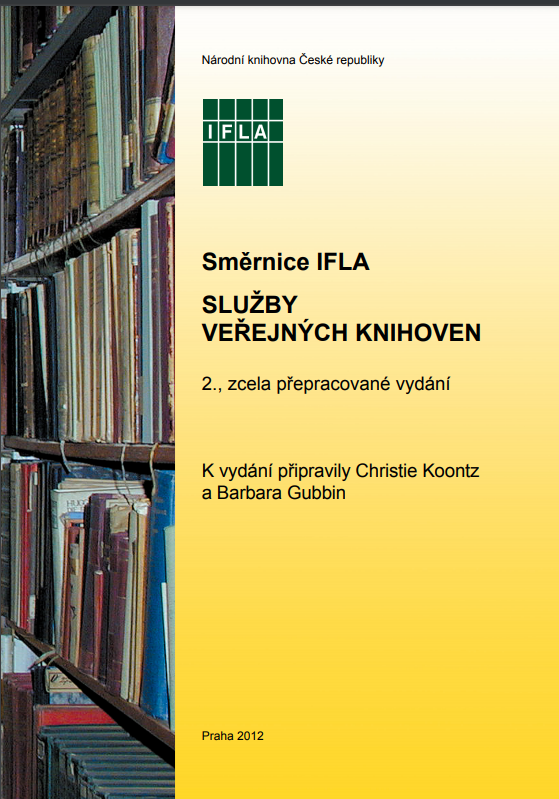 Národní knihovna České republiky
IFLA
Směrnice IFLA
SLUŽBY
VEŘEJNÝCH KNIHOVEN
2., zcela přepracované vydání
K vydání připravily Christie Koontz
a Barbara Gubbin
Praha 2012